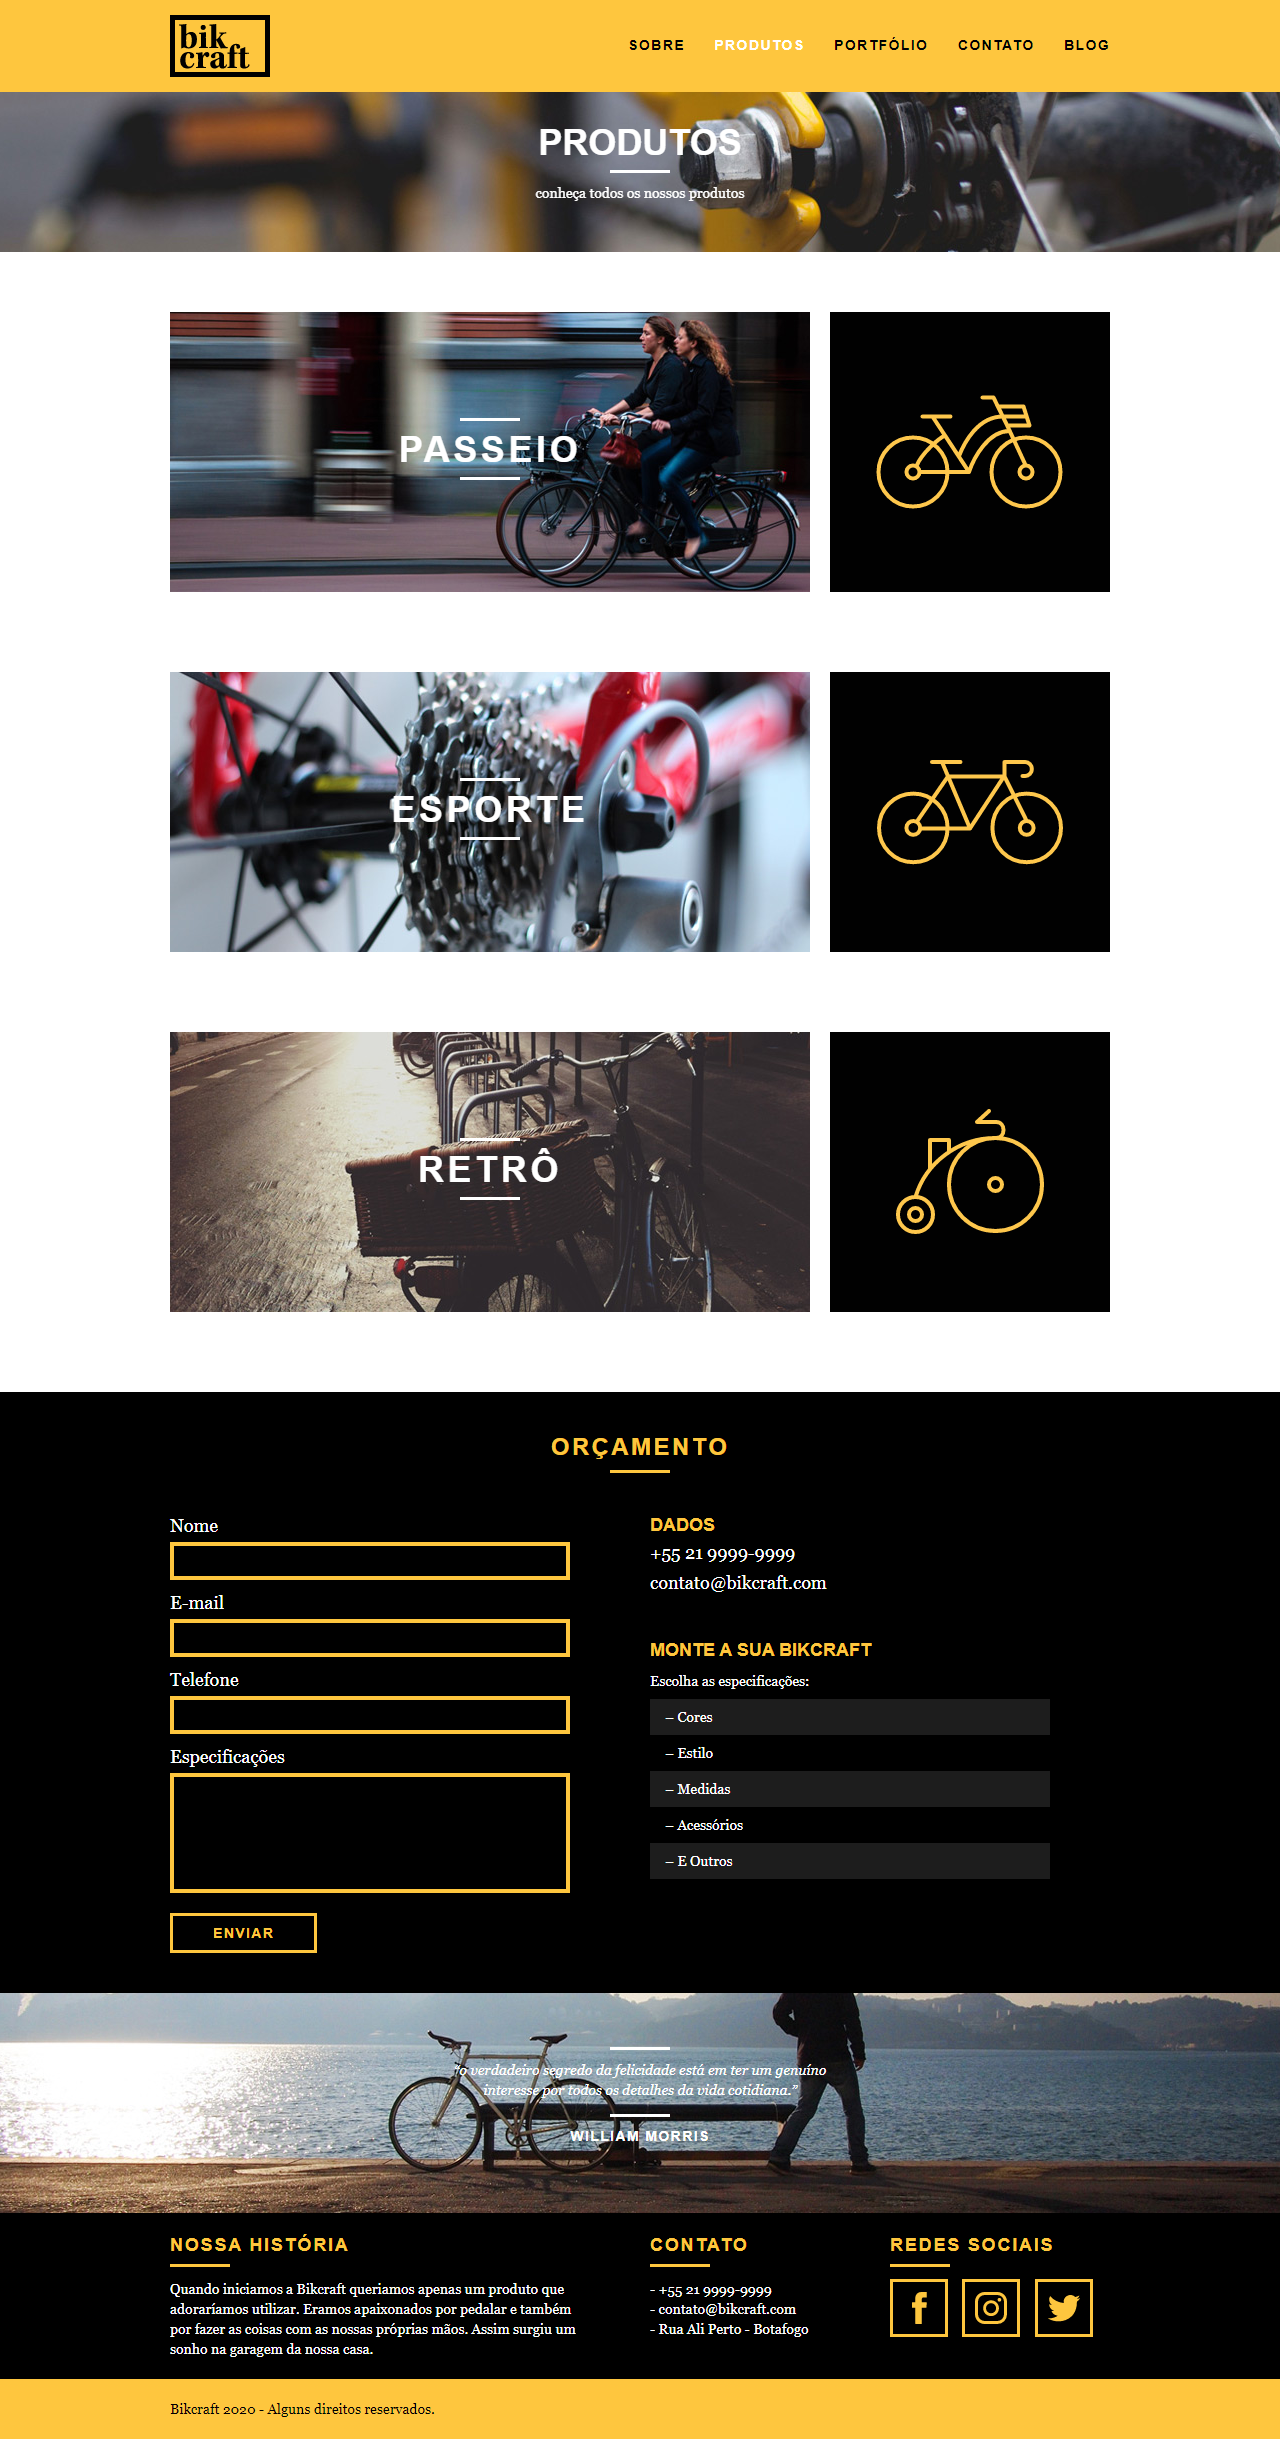 bik
craft
SOBRE PRODUTOS PORTFÓLIO CONTATO BLOG
PRODUTOS
conheça todos os nossos produtos
PASSEIO
ESPORTE
RETRÔ
ORÇAMENTO
Nome
E-mail
Telefone
Especificações
ENVIAR
DADOS
+55 21 9999-9999
contato@bikcraft.com
MONTE A SUA BIKCRAFT
Escolha as especificações:
– Cores
– Estilo
– Medidas
– Acessórios
– E Outros
“o verdadeiro segredo da felicidade está em ter um genuíno
interesse por todos os detalhes da vida cotidiana.”
WILLIAM MORRIS
NOSSA HISTÓRIA
Quando iniciamos a Bikcraft queriamos apenas um produto que
adoraríamos utilizar. Eramos apaixonados por pedalar e também
por fazer as coisas com as nossas próprias mãos. Assim surgiu um
sonho na garagem da nossa casa.
CONTATO
- +55 21 9999-9999
- contato@bikcraft.com
- Rua Ali Perto - Botafogo
REDES SOCIAIS
Bikcraft 2020 - Alguns direitos reservados.